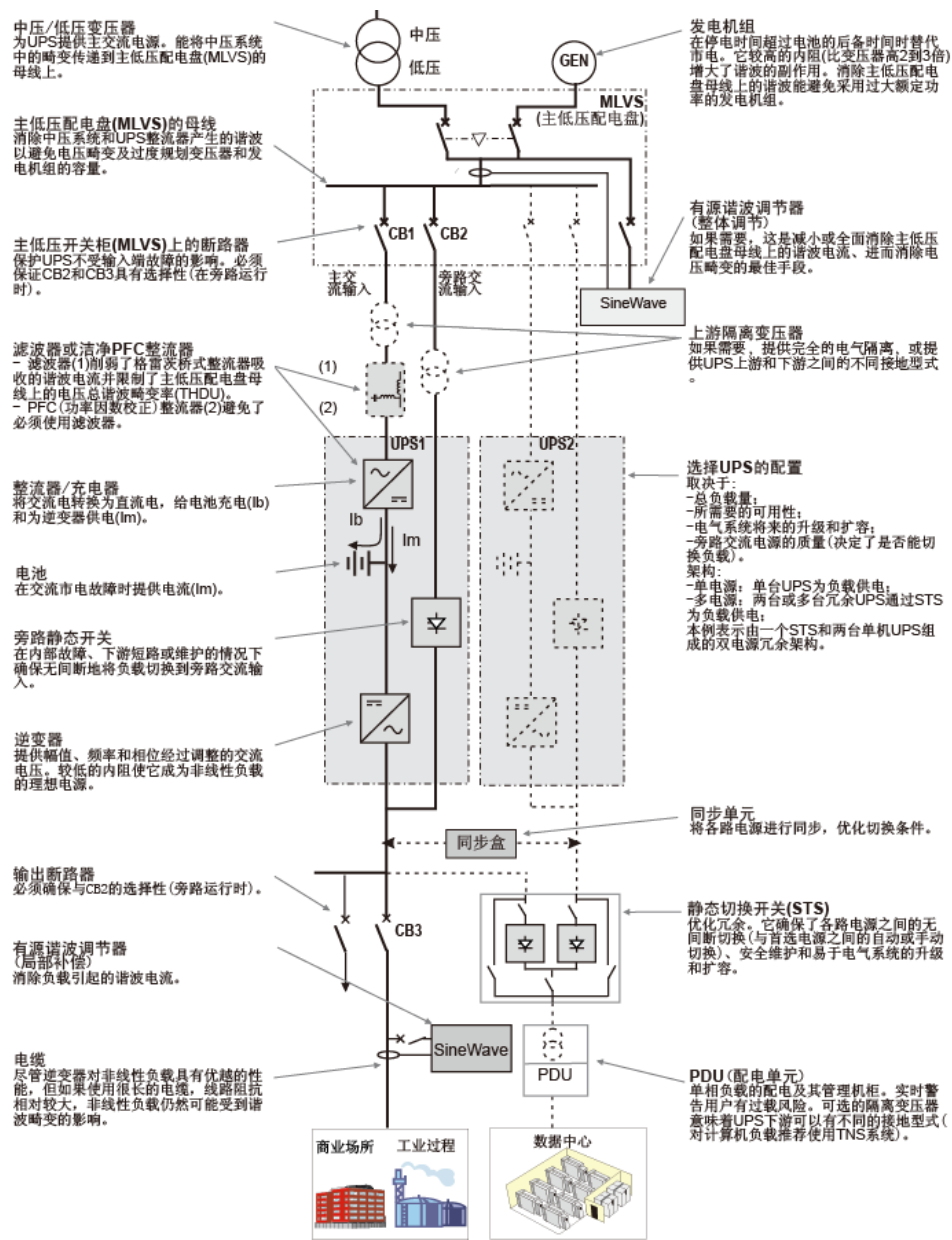 中压/低压变压器
为UPS提供主交流电源。能将中压系统
中的畸变传递到主低压配电盘(MLVS)的
母线上。
中压
低压
GEN
发电机组
在停电时间超过电池的后备时间时替代
市电。它较高的内阻(比变压器高2到3倍)
增大了谐波的副作用。消除主低压配电
盘母线上的谐波能避免采用过大额定功
率的发电机组。
MLVS
(主低压配电盘)
主低压配电盘(MLVS)的母线
消除中压系统和UPS整流器产生的谐波
以避免电压畸变及过度规划变压器和发
电机组的容量。
主低压开关柜(MLVS)上的断路器
保护UPS不受输入端故障的影响。必须
保证CB2和CB3具有选择性(在旁路运行
时)。
CB1
CB2
主交
流输入
旁路交
流输入
有源谐波调节器
(整体调节)
如果需要，这是减小或全面消除主低压
配电盘母线上的谐波电流、进而消除电
压畸变的最佳手段。
SineWave
上游隔离变压器
如果需要，提供完全的电气隔离，或提
供UPS上游和下游之间的不同接地型式
。
滤波器或洁净PFC整流器
- 滤波器(1)削弱了格雷茨桥式整流器吸
收的谐波电流并限制了主低压配电盘母
线上的电压总谐波畸变率(THDU)。
- PFC(功率因数校正)整流器(2)避免了
必须使用滤波器。
(1)
(2)
UPS1
UPS2
整流器/充电器
将交流电转换为直流电，给电池充电(Ib)
和为逆变器供电(Im)。
Ib
Im
电池
在交流市电故障时提供电流(Im)。
旁路静态开关
在内部故障、下游短路或维护的情况下
确保无间断地将负载切换到旁路交流输
入。
逆变器
提供幅值、频率和相位经过调整的交流
电压。较低的内阻使它成为非线性负载
的理想电源。
选择UPS的配置
取决于:
-总负载量;
-所需要的可用性;
-电气系统将来的升级和扩容;
-旁路交流电源的质量(决定了是否能切
换负载)。
架构:
-单电源: 单台UPS为负载供电;
-多电源: 两台或多台冗余UPS通过STS
为负载供电;
本例表示由一个STS和两台单机UPS组
成的双电源冗余架构。
同步单元
将各路电源进行同步，优化切换条件。
同步盒
输出断路器
必须确保与CB2的选择性(旁路运行时)。
CB3
静态切换开关(STS)
优化冗余。它确保了各路电源之间的无
间断切换(与首选电源之间的自动或手动
切换)、安全维护和易于电气系统的升级
和扩容。
有源谐波调节器
(局部补偿)
消除负载引起的谐波电流。
SineWave
PDU
电缆
尽管逆变器对非线性负载具有优越的性
能，但如果使用很长的电缆，线路阻抗
相对较大，非线性负载仍然可能受到谐
波畸变的影响。
PDU(配电单元)
单相负载的配电及其管理机柜。实时警
告用户有过载风险。可选的隔离变压器
意味着UPS下游可以有不同的接地型式(
对计算机负载推荐使用TNS系统)。
商业场所
工业过程
数据中心